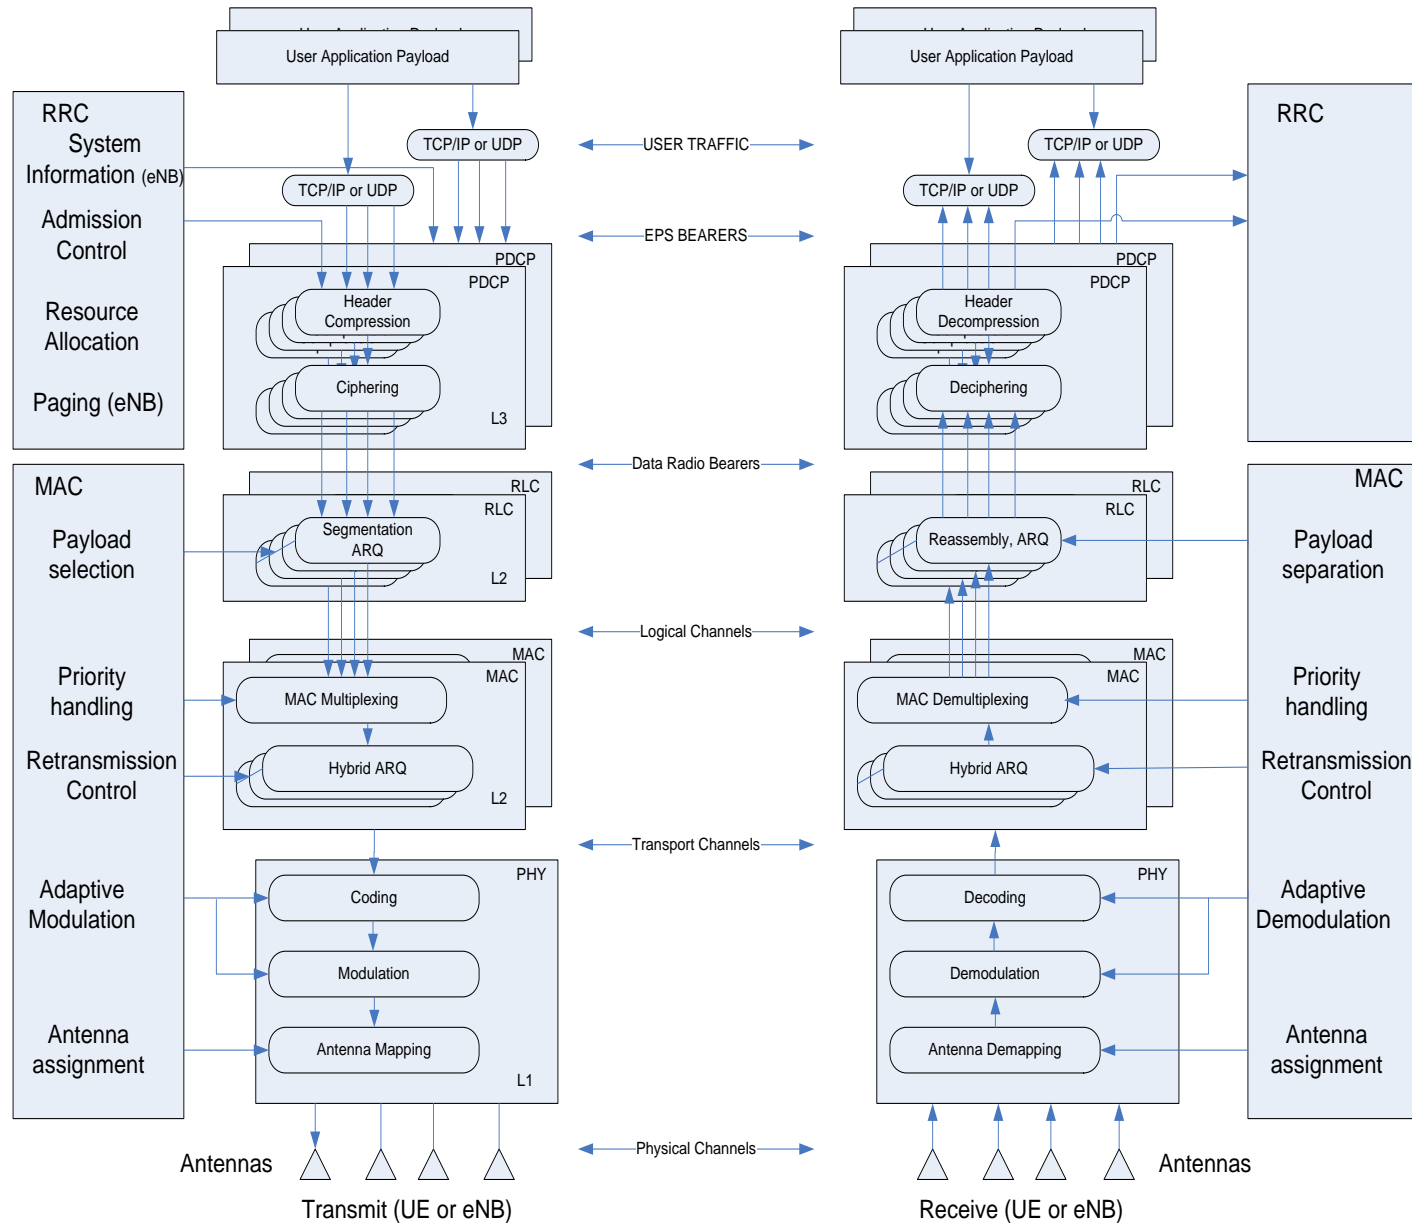 User Application Payload
User Application Payload
RRC
System
Information (eNB)
Admission
Control
Resource
Allocation
Paging (eNB)
TCP/IP or UDP
TCP/IP or UDP
PDCP
PDCP
Header
Compression
Ciphering
L3
MAC
Payload
selection
Priority
handling
Retransmission
Control
Adaptive
Modulation
Antenna
assignment
RLC
RLC
Segmentation
ARQ
L2
MAC
MAC
MAC Multiplexing
Hybrid ARQ
L2
PHY
Coding
Modulation
Antenna Mapping
L1
Antennas
Transmit (UE or eNB)
USER TRAFFIC
EPS BEARERS
Data Radio Bearers
Logical Channels
Transport Channels
Physical Channels
User Application Payload
User Application Payload
TCP/IP or UDP
TCP/IP or UDP
PDCP
PDCP
Header
Decompression
Deciphering
RLC
RLC
Reassembly, ARQ
MAC
MAC
MAC Demultiplexing
Hybrid ARQ
PHY
Decoding
Demodulation
Antenna Demapping
Antennas
Receive (UE or eNB)
RRC
MAC
Payload
separation
Priority
handling
Retransmission
Control
Adaptive
Demodulation
Antenna
assignment